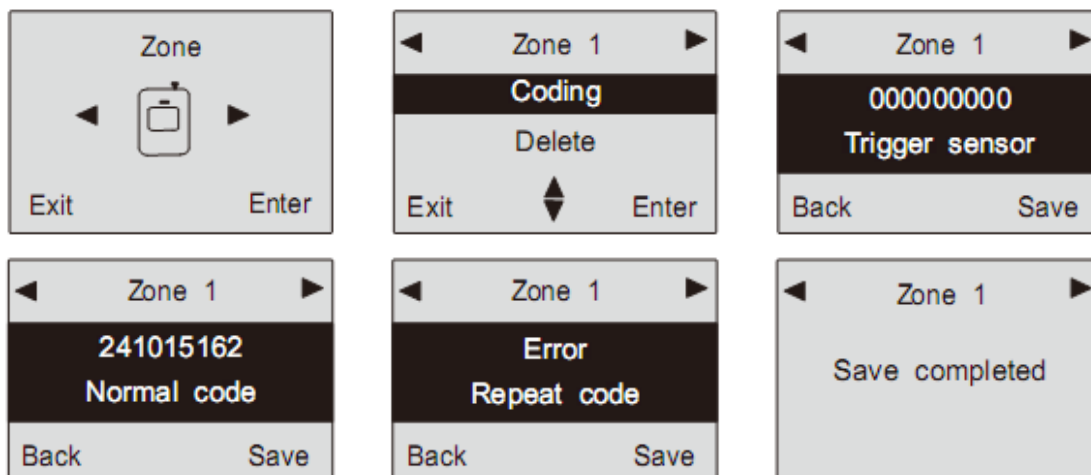 Zone
Exit Enter
Zone 1
Coding
Delete
Exit Enter
Zone 1
000000000
Trigger sensor
Back Save
Zone 1
241015162
Normal code
Back Save
Zone 1
Error
Repeat code
Back Save
Zone 1
Save completed